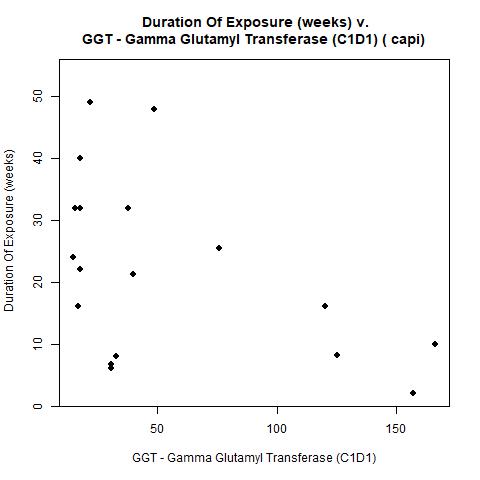 Duration Of Exposure (weeks) v.
GGT - Gamma Glutamyl Transferase (C1D1) ( capi)
50
40
30
20
10
0
Duration Of Exposure (weeks)
50
100
150
GGT - Gamma Glutamyl Transferase (C1D1)